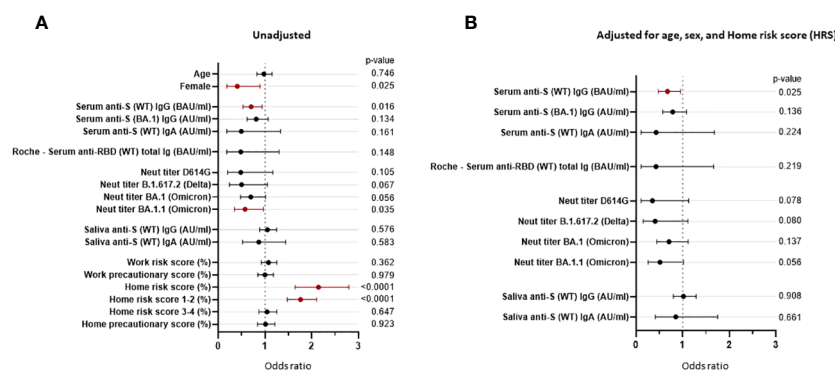 A
Unadjusted
p-value
Age 0.746
Female 0.025
Serum anti-S (WT) IgG (BAU/ml) 0.016
Serum anti-S (BA.1) IgG (AU/ml) 0.134
Serum anti-S (WT) IgA (AU/ml) 0.161
Roche - Serum anti-RBD (WT) total Ig (BAU/ml) 0.148
Neut titer D614G 0.105
Neut titer B.1.617.2 (Delta) 0.067
Neut titer BA.1 (Omicron) 0.056
Neut titer BA.1.1 (Omicron) 0.035
Saliva anti-S (WT) IgG (AU/ml) 0.576
Saliva anti-S (WT) IgA (AU/ml) 0.583
Work risk score (%) 0.362
Work precautionary score (%) 0.979
Home risk score (%) <0.0001
Home risk score 1-2 (%) <0.0001
Home risk score 3-4 (%) 0.647
Home precautionary score (%) 0.923
0 1 2 3
Odds ratio
B
Adjusted for age, sex, and Home risk score (HRS)
p-value
Serum anti-S (WT) IgG (BAU/ml) 0.025
Serum anti-S (BA.1) IgG (AU/ml) 0.136
Serum anti-S (WT) IgA (AU/ml) 0.224
Roche - Serum anti-RBD (WT) total Ig (BAU/ml) 0.219
Neut titer D614G 0.078
Neut titer B.1.617.2 (Delta) 0.080
Neut titer BA.1 (Omicron) 0.137
Neut titer BA.1.1 (Omicron) 0.056
Saliva anti-S (WT) IgG (AU/ml) 0.908
Saliva anti-S (WT) IgA (AU/ml) 0.661
0 1 2 3
Odds ratio